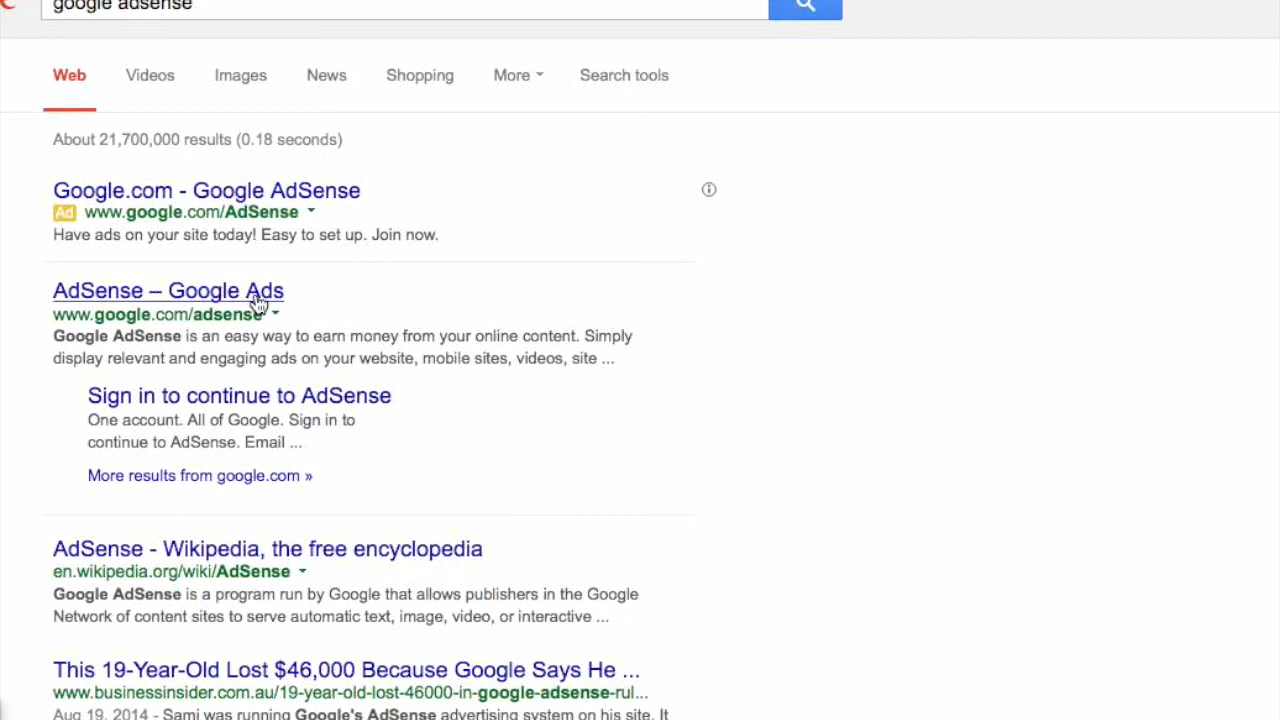 google adsense
Web Videos Images News Shopping More Search tools
About 21,700,000 results (0.18 seconds)
Google.com - Google AdSense
Ad www.google.com/AdSense
Have ads on your site today! Easy to set up. Join now.
AdSense – Google Ads
www.google.com/adsense
Google AdSense is an easy way to earn money from your online content. Simply
display relevant and engaging ads on your website, mobile sites, videos, site ...
Sign in to continue to AdSense
One account. All of Google. Sign in to
continue to AdSense. Email ...
More results from google.com »
AdSense - Wikipedia, the free encyclopedia
en.wikipedia.org/wiki/AdSense
Google AdSense is a program run by Google that allows publishers in the Google
Network of content sites to serve automatic text, image, video, or interactive ...
This 19-Year-Old Lost $46,000 Because Google Says He ...
www.businessinsider.com.au/19-year-old-lost-46000-in-google-adsense-rul...
Aug 19, 2014 - Sami was running Google's AdSense advertising system on his site. It